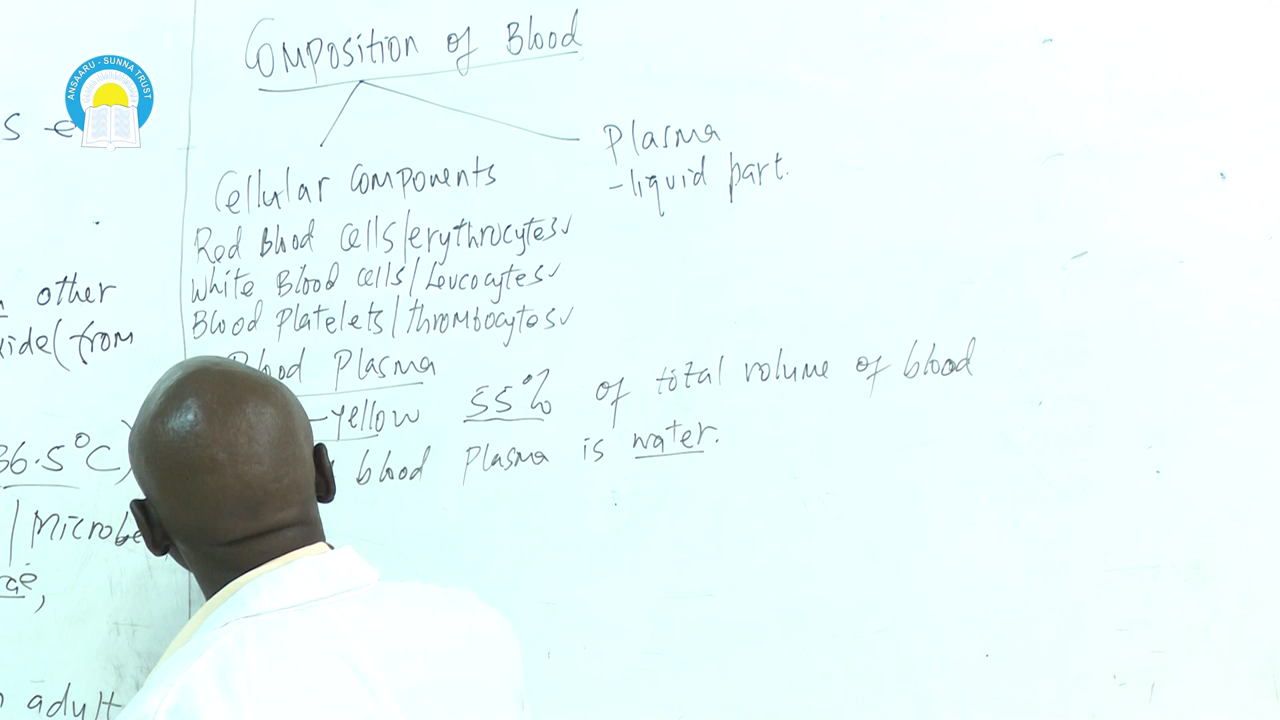 ANSAARU - SUNNA TRUST
s e
other
(from
36.5°C
/ Microbe
,
adult
Composition of Blood
Plasma
- liquid part.
Cellular Components
Red Blood cells/erythrocytes✓
White Blood cells/Leucocytes✓
Blood Platelets/thrombocytes✓
Blood Plasma
- yellow 55% of total volume of blood
blood plasma is water.